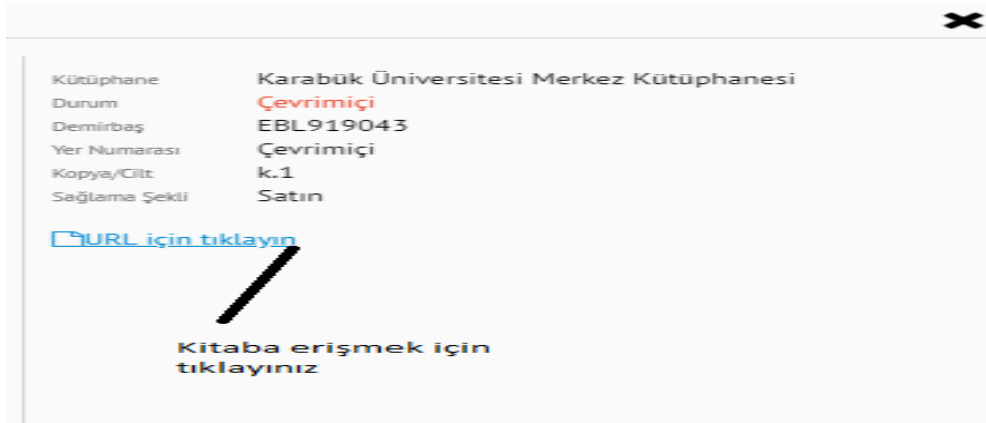 Kütüphane Karabük Üniversitesi Merkez Kütüphanesi
Durum Çevrimiçi
Demirbaş EBL919043
Yer Numarası Çevrimiçi
Kopya/Cilt k.1
Sağlama Şekli Satın
URL için tıklayın
Kitaba erişmek için
tıklayınız